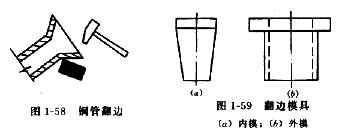 (a)
(b)
图 1-58 铜管翻边
图 1-59 翻边模具
(a) 内模；(b) 外模